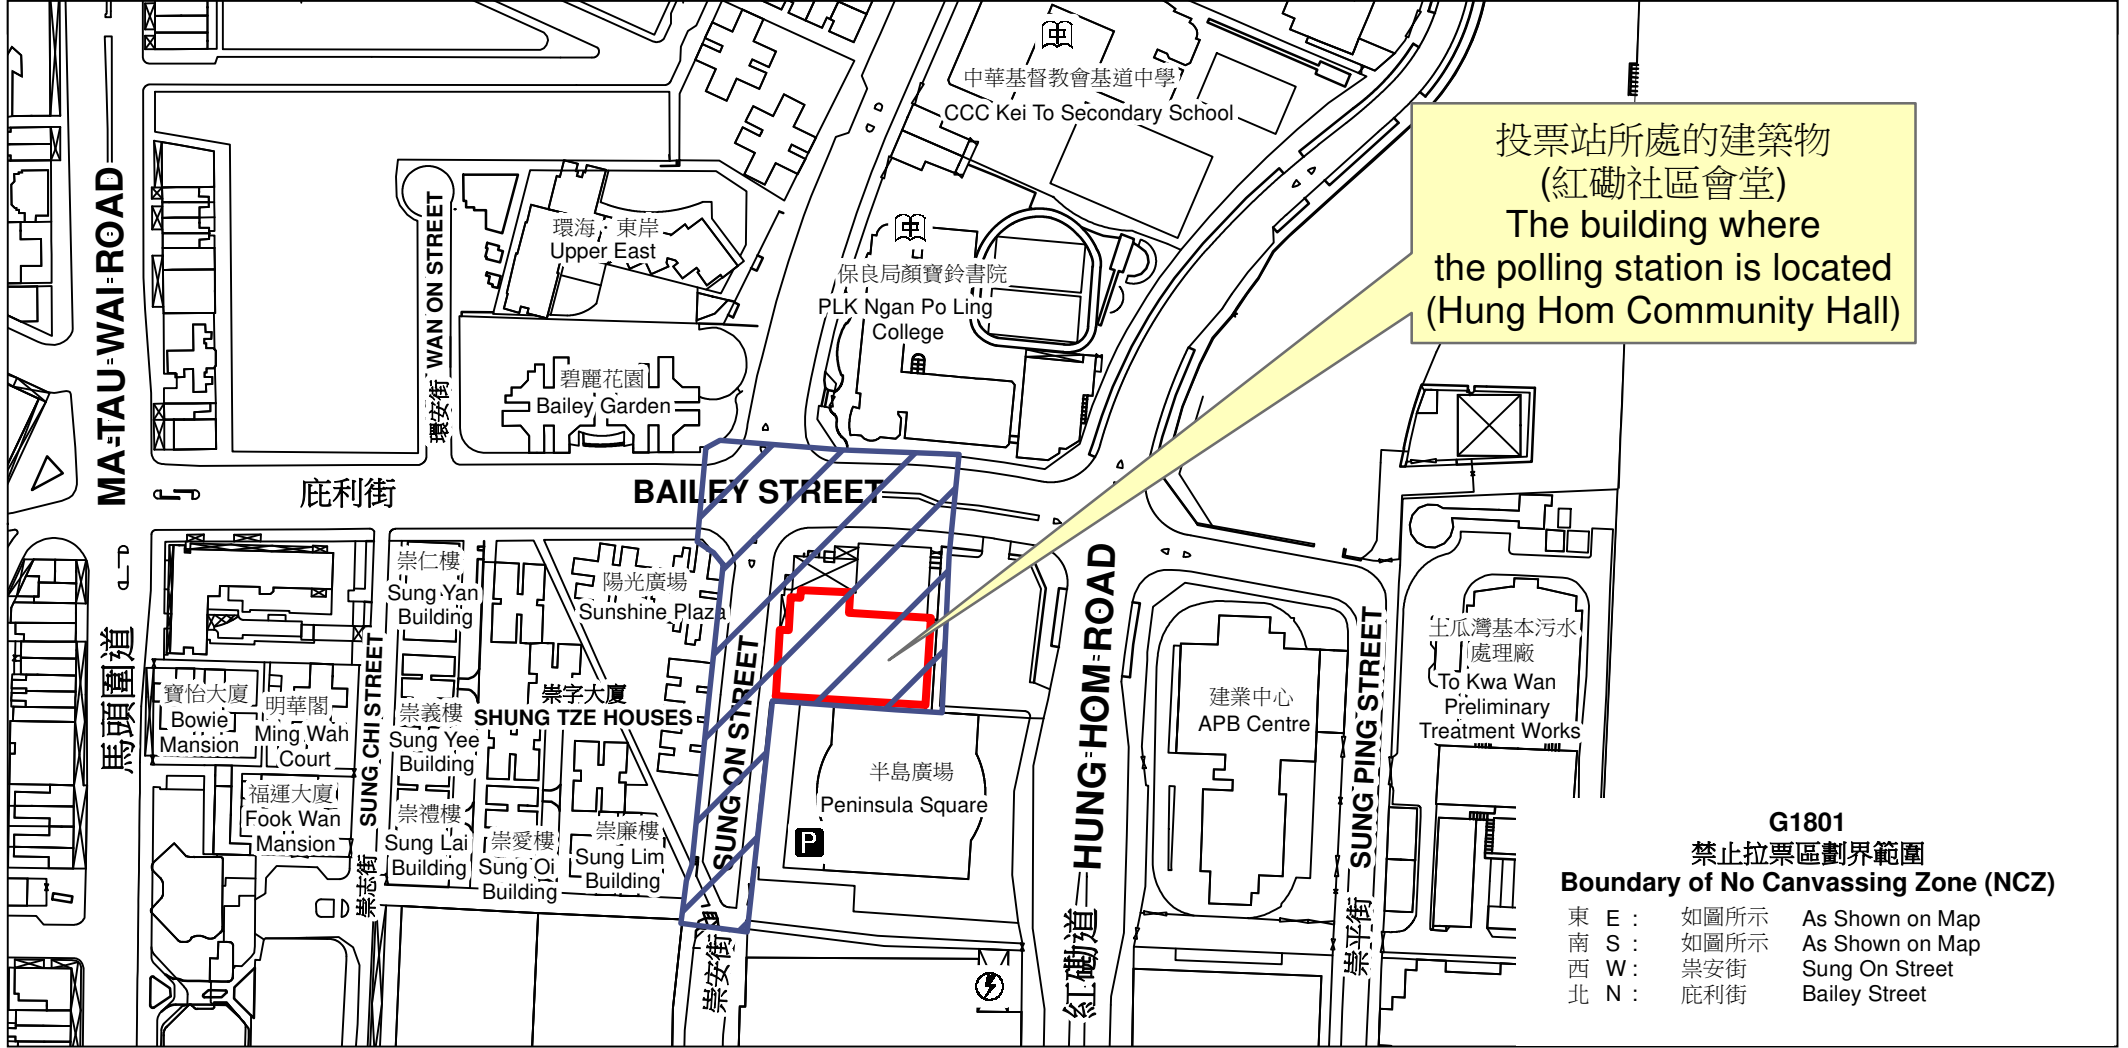 中華基督教會基道中學
CCC Kei To Secondary School
投票站所處的建築物
(紅磡社區會堂)
The building where
the polling station is located
(Hung Hom Community Hall)
MA TAU WAI ROAD
馬頭圍道
環安街 WAN ON STREET
環海．東岸
Upper East
保良局顏寶鈴書院
PLK Ngan Po Ling
College
碧麗花園
Bailey Garden
庇利街
BAILEY STREET
崇仁樓
Sung Yan
Building
陽光廣場
Sunshine Plaza
崇志街 SUNG CHI STREET
崇安街 SUNG ON STREET
紅磡道 HUNG HOM ROAD
崇平街 SUNG PING STREET
寶怡大廈
Bowie
Mansion
明華閣
Ming Wah
Court
崇字大廈
SHUNG TZE HOUSES
崇義樓
Sung Yee
Building
福運大廈
Fook Wan
Mansion
崇禮樓
Sung Lai
Building
崇愛樓
Sung Oi
Building
崇廉樓
Sung Lim
Building
半島廣場
Peninsula Square
P
建業中心
APB Centre
土瓜灣基本污水
處理廠
To Kwa Wan
Preliminary
Treatment Works
G1801
禁止拉票區劃界範圍
Boundary of No Canvassing Zone (NCZ)
東 E : 如圖所示 As Shown on Map
南 S : 如圖所示 As Shown on Map
西 W : 崇安街 Sung On Street
北 N : 庇利街 Bailey Street